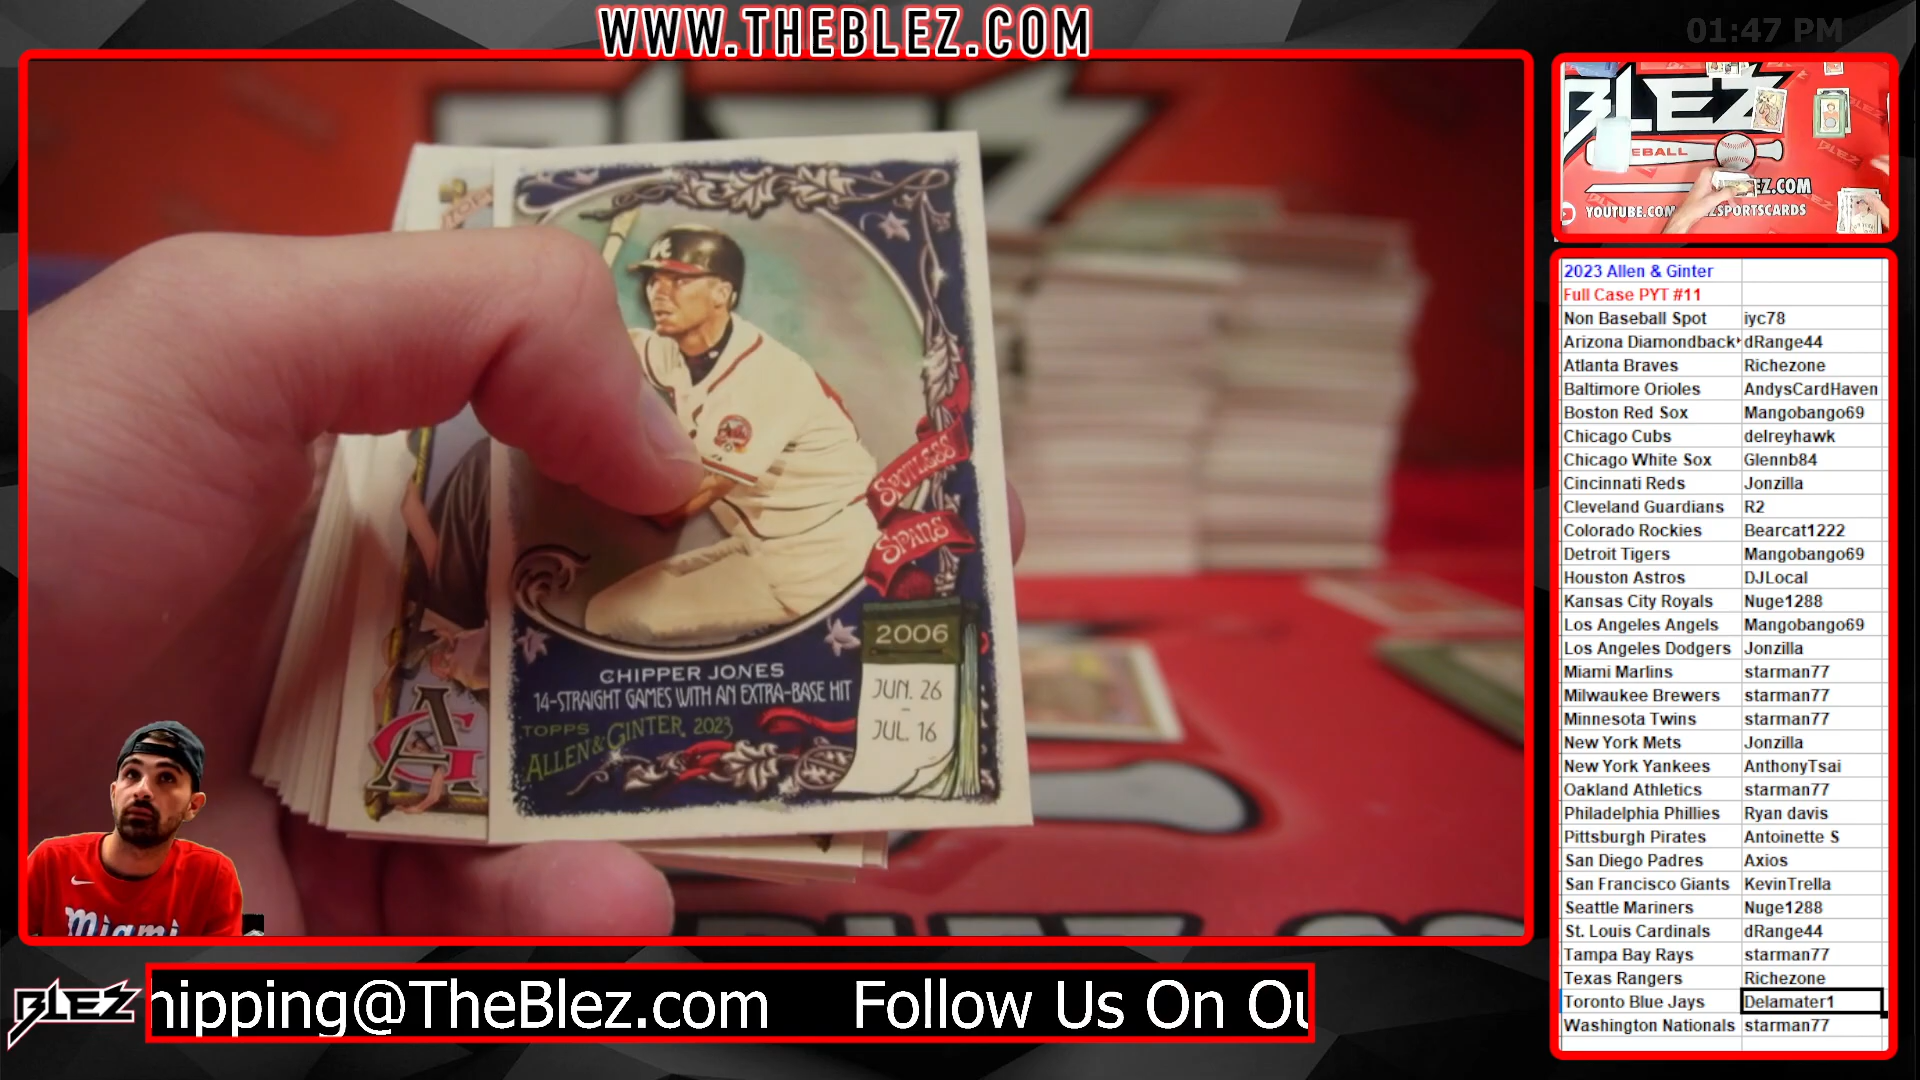 WWW.THEBLEZ.COM
01:47 PM
BLEZ
BASEBALL
YOUTUBE.COM
SPORTSCARDS
SPOTLESS
SPANS
2006
JUN. 26
-
JUL. 16
CHIPPER JONES
14-STRAIGHT GAMES WITH AN EXTRA-BASE HIT
TOPPS
ALLEN & GINTER, 2023
AG
Miami
2023 Allen & Ginter
Full Case PYT #11
Non Baseball Spot iyc78
Arizona Diamondback dRange44
Atlanta Braves Richezone
Baltimore Orioles AndysCardHaven
Boston Red Sox Mangobango69
Chicago Cubs delreyhawk
Chicago White Sox Glennb84
Cincinnati Reds Jonzilla
Cleveland Guardians R2
Colorado Rockies Bearcat1222
Detroit Tigers Mangobango69
Houston Astros DJLocal
Kansas City Royals Nuge1288
Los Angeles Angels Mangobango69
Los Angeles Dodgers Jonzilla
Miami Marlins starman77
Milwaukee Brewers starman77
Minnesota Twins starman77
New York Mets Jonzilla
New York Yankees AnthonyTsai
Oakland Athletics starman77
Philadelphia Phillies Ryan davis
Pittsburgh Pirates Antoinette S
San Diego Padres Axios
San Francisco Giants KevinTrella
Seattle Mariners Nuge1288
St. Louis Cardinals dRange44
Tampa Bay Rays starman77
Texas Rangers Richezone
Toronto Blue Jays Delamater1
Washington Nationals starman77
BLEZ
hipping@TheBlez.com Follow Us On Ou